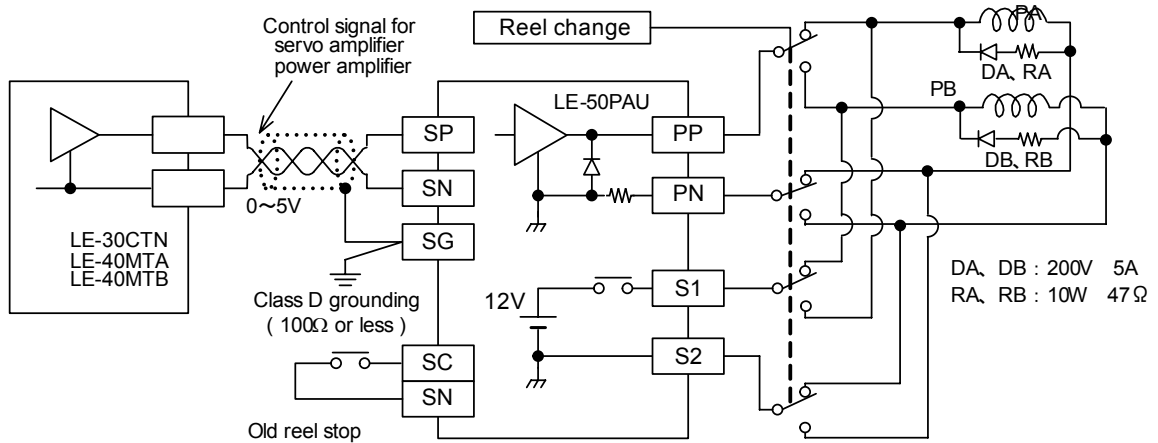 Control signal for
servo amplifier
power amplifier
Reel change
PA
DA、RA
PB
DB、RB
LE-50PAU
SP
SN
SG
PP
PN
S1
S2
SC
SN
0～5V
LE-30CTN
LE-40MTA
LE-40MTB
Class D grounding
( 100Ω or less )
12V
Old reel stop
DA、DB : 200V 5A
RA、RB : 10W 47Ω